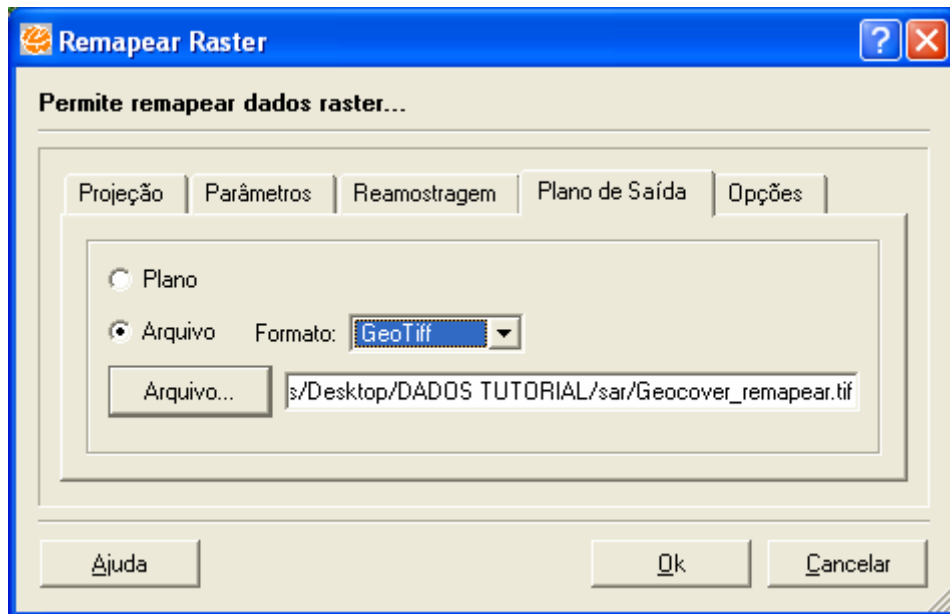 Remapear Raster
Permite remapear dados raster...
Projeção Parâmetros Reamostragem Plano de Saída Opções
Plano
Arquivo Formato: GeoTiff
Arquivo... s/Desktop/DADOS TUTORIAL/sar/Geocover_remapear.tif
Ajuda Ok Cancelar